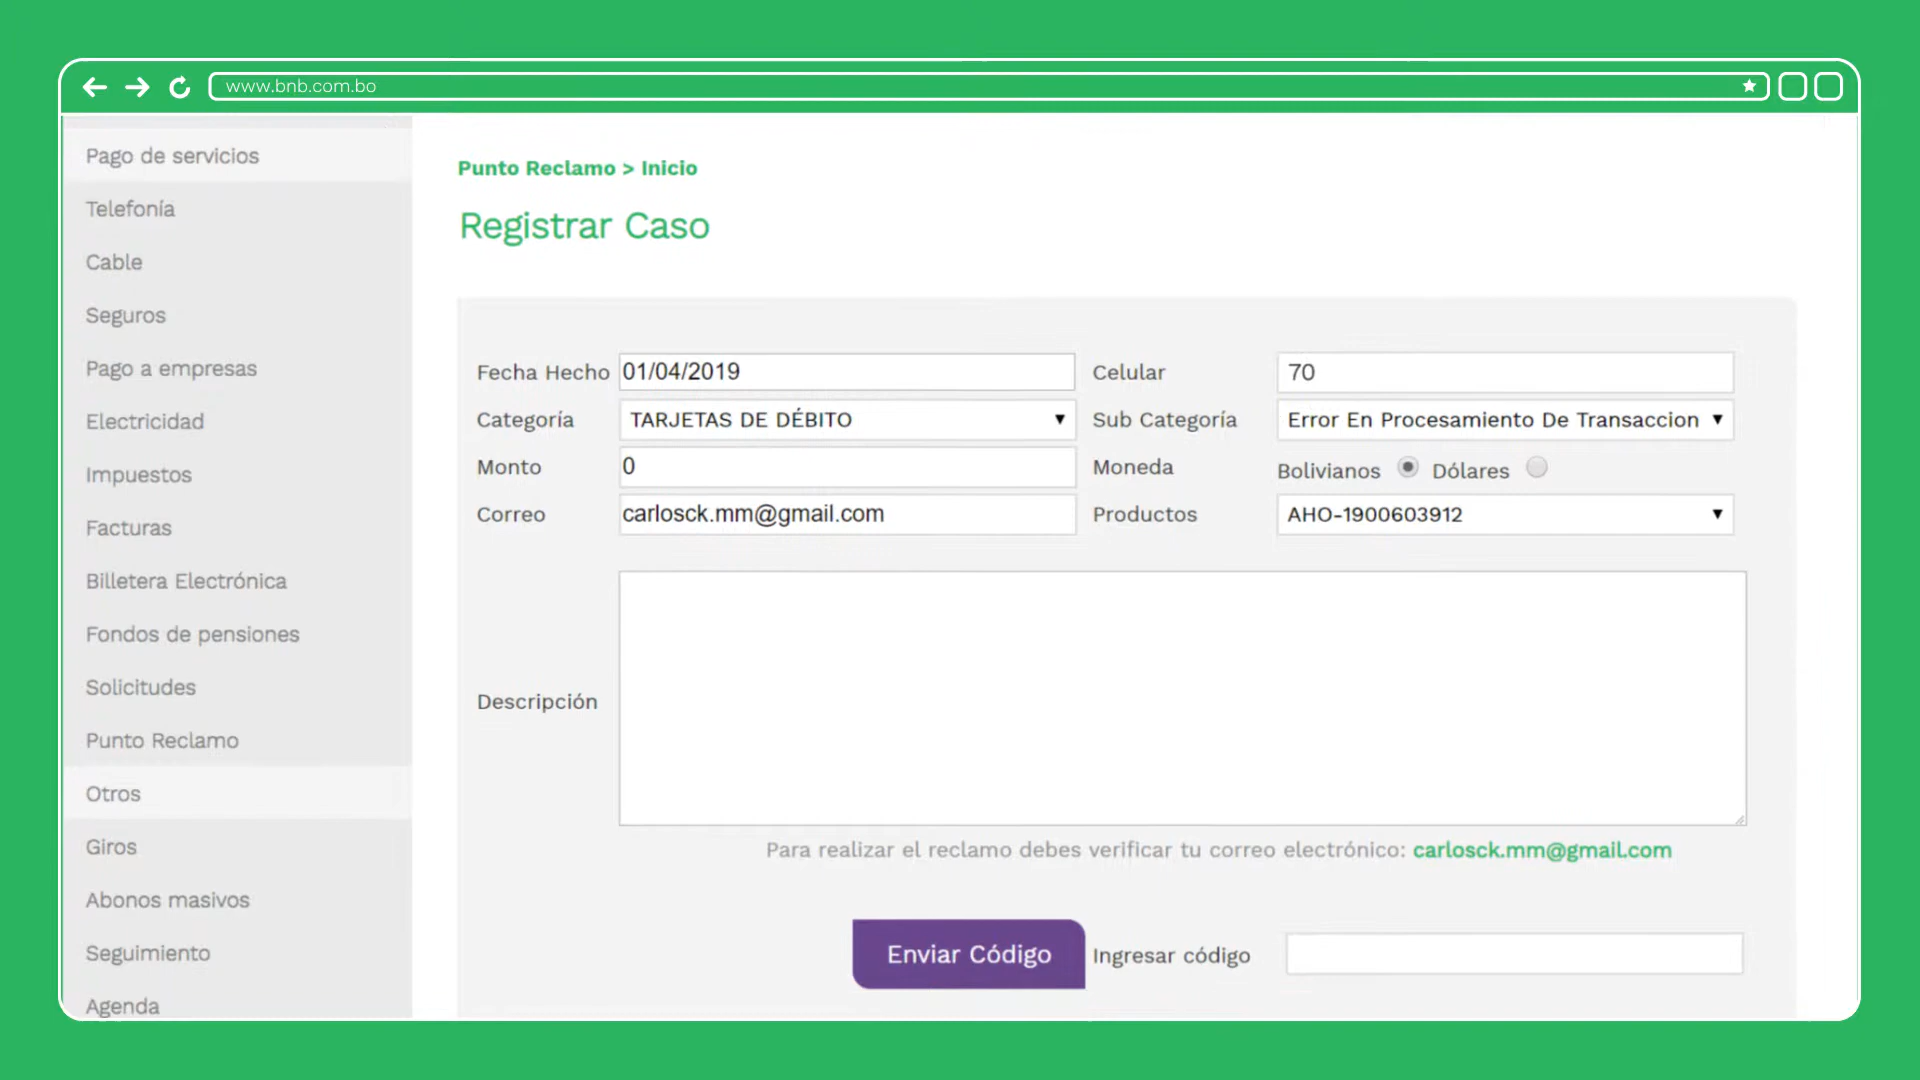 www.bnb.com.bo
Pago de servicios
Telefonía
Cable
Seguros
Pago a empresas
Electricidad
Impuestos
Facturas
Billetera Electrónica
Fondos de pensiones
Solicitudes
Punto Reclamo
Otros
Giros
Abonos masivos
Seguimiento
Agenda
Punto Reclamo > Inicio
Registrar Caso
Fecha Hecho 01/04/2019 Celular 70
Categoría TARJETAS DE DÉBITO Sub Categoría Error En Procesamiento De Transaccion
Monto 0 Moneda Bolivianos Dólares
Correo carlosck.mm@gmail.com Productos AHO-1900603912
Descripción
Para realizar el reclamo debes verificar tu correo electrónico: carlosck.mm@gmail.com
Enviar Código Ingresar código